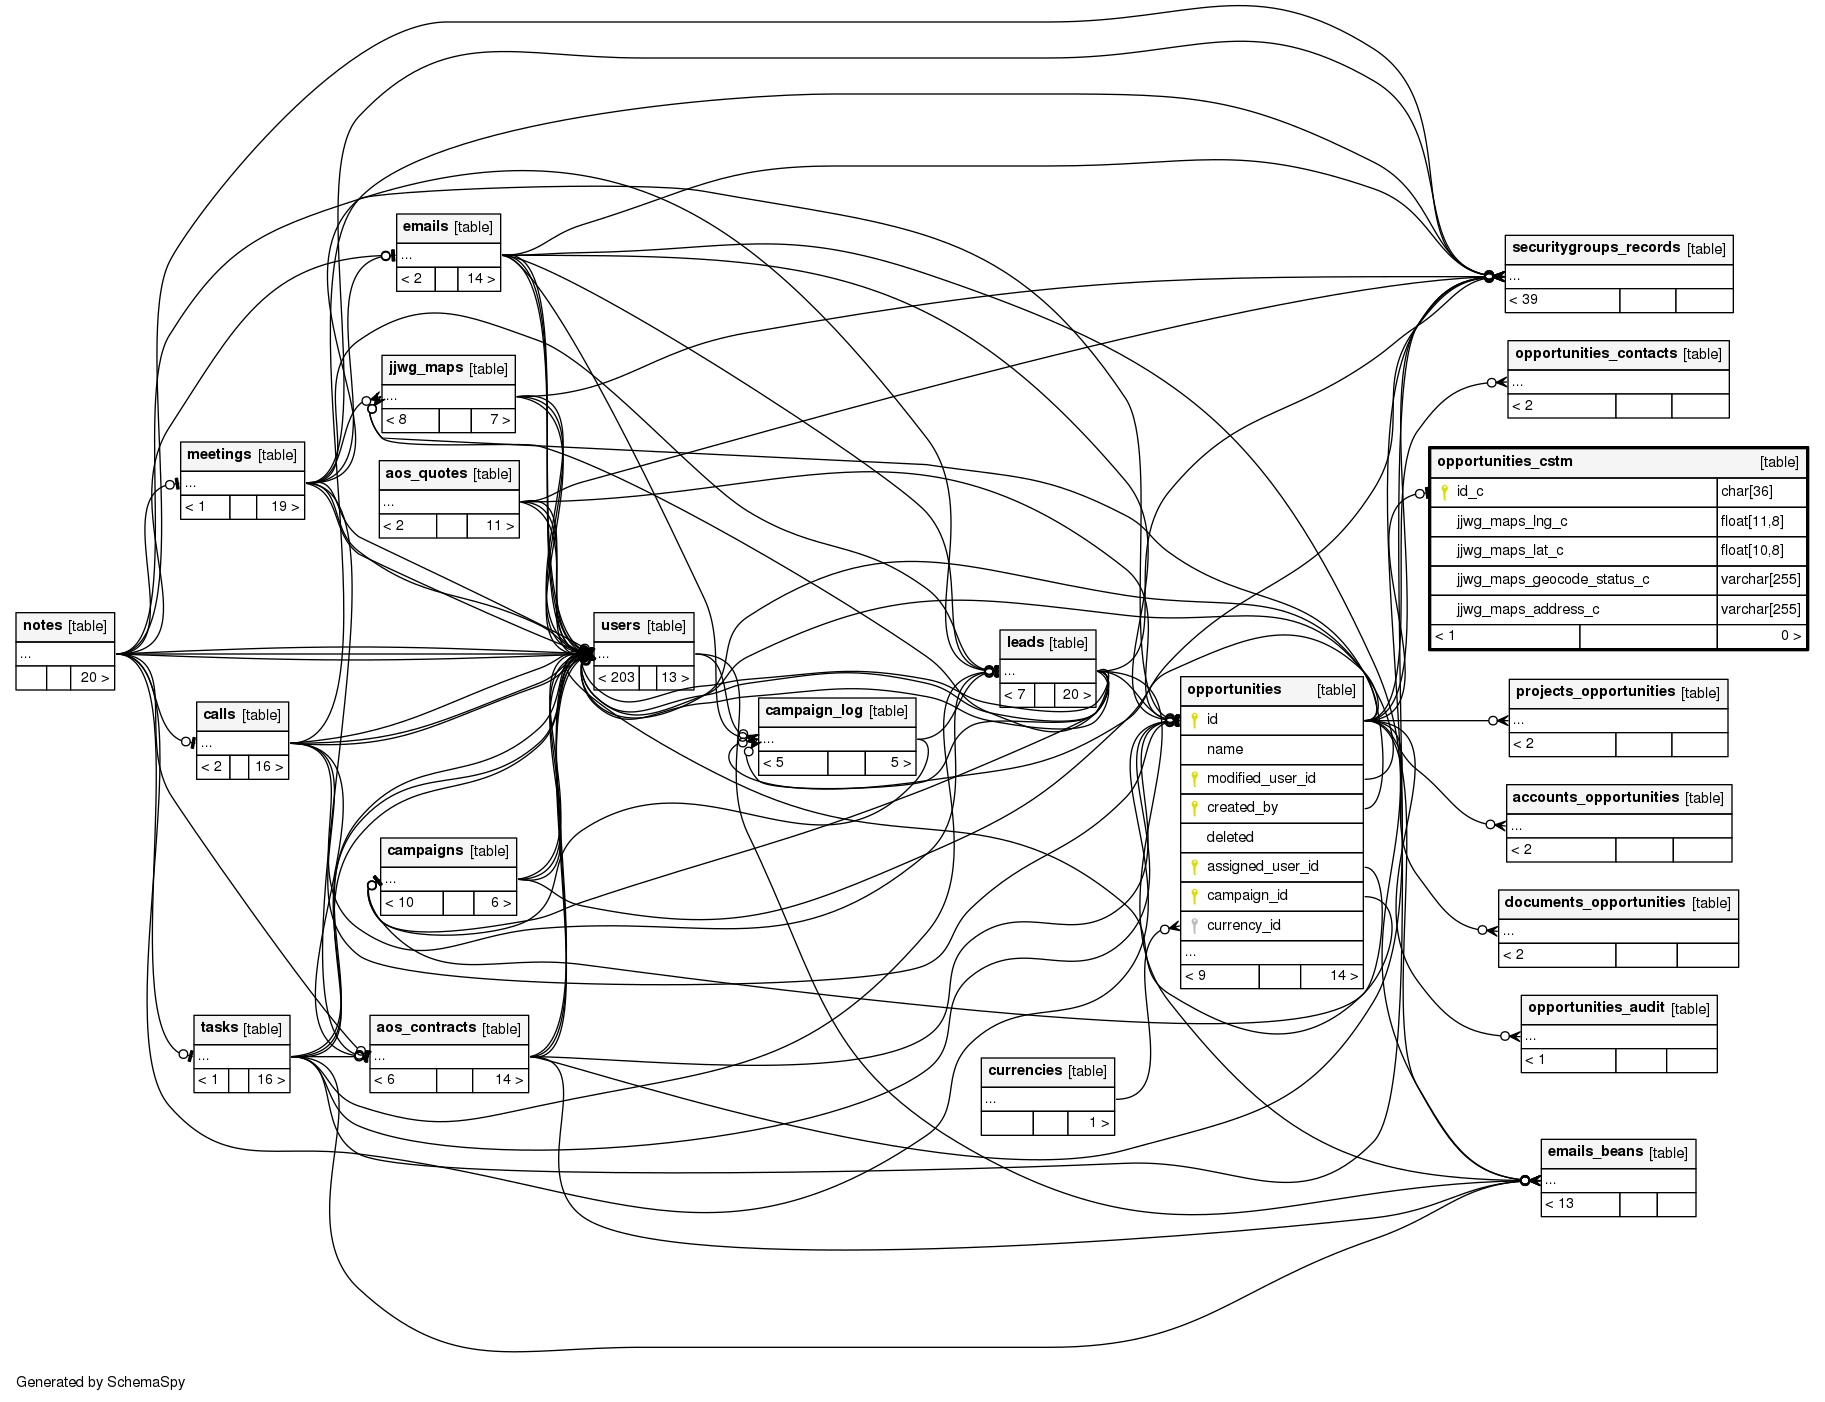 emails [table]
...
< 2 14 >
securitygroups_records [table]
...
< 39
jjwg_maps [table]
...
< 8 7 >
opportunities_contacts [table]
...
< 2
meetings [table]
...
< 1 19 >
aos_quotes [table]
...
< 2 11 >
opportunities_cstm [table]
id_c char[36]
jjwg_maps_lng_c float[11,8]
jjwg_maps_lat_c float[10,8]
jjwg_maps_geocode_status_c varchar[255]
jjwg_maps_address_c varchar[255]
< 1 0 >
notes [table]
...
20 >
users [table]
...
< 203 13 >
leads [table]
...
< 7 20 >
opportunities [table]
id
name
modified_user_id
created_by
deleted
assigned_user_id
campaign_id
currency_id
...
< 9 14 >
projects_opportunities [table]
...
< 2
calls [table]
...
< 2 16 >
campaign_log [table]
...
< 5 5 >
accounts_opportunities [table]
...
< 2
campaigns [table]
...
< 10 6 >
documents_opportunities [table]
...
< 2
tasks [table]
...
< 1 16 >
aos_contracts [table]
...
< 6 14 >
opportunities_audit [table]
...
< 1
currencies [table]
...
1 >
emails_beans [table]
...
< 13
Generated by SchemaSpy